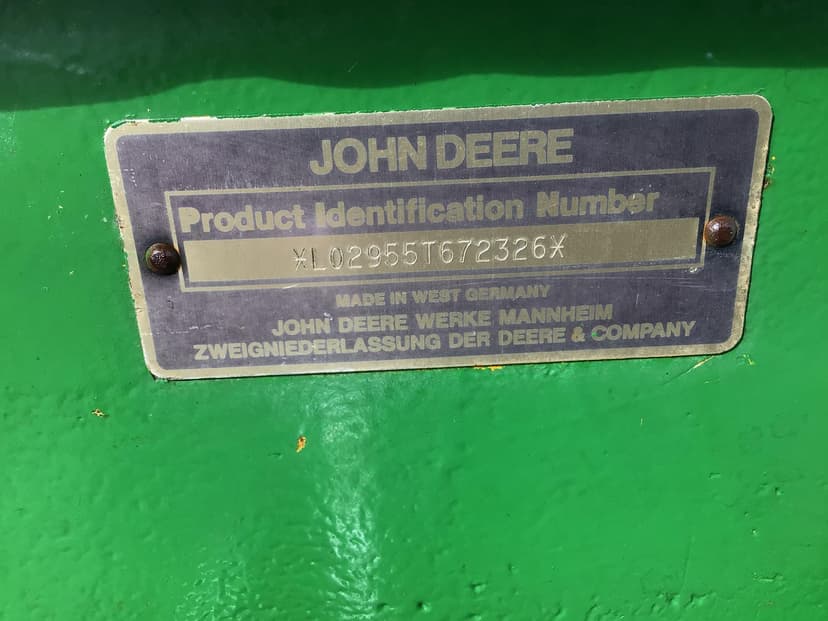 JOHN DEERE
Product Identification Number
*L02955T672326*
MADE IN WEST GERMANY
JOHN DEERE WERKE MANNHEIM
ZWEIGNIEDERLASSUNG DER DEERE & COMPANY